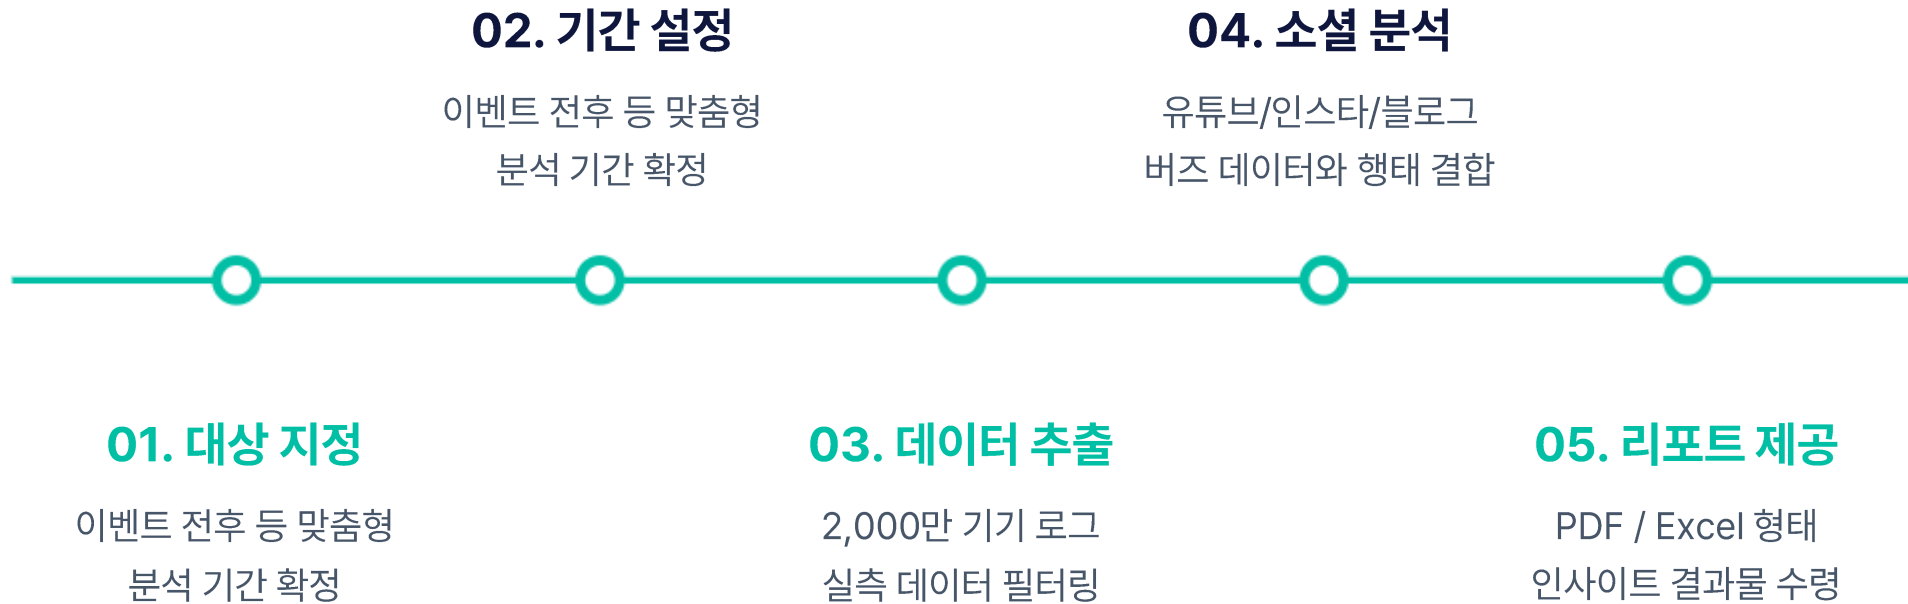 01. 대상 지정
이벤트 전후 등 맞춤형
분석 기간 확정
02. 기간 설정
이벤트 전후 등 맞춤형
분석 기간 확정
03. 데이터 추출
2,000만 기기 로그
실측 데이터 필터링
04. 소셜 분석
유튜브/인스타/블로그
버즈 데이터와 행태 결합
05. 리포트 제공
PDF / Excel 형태
인사이트 결과물 수령